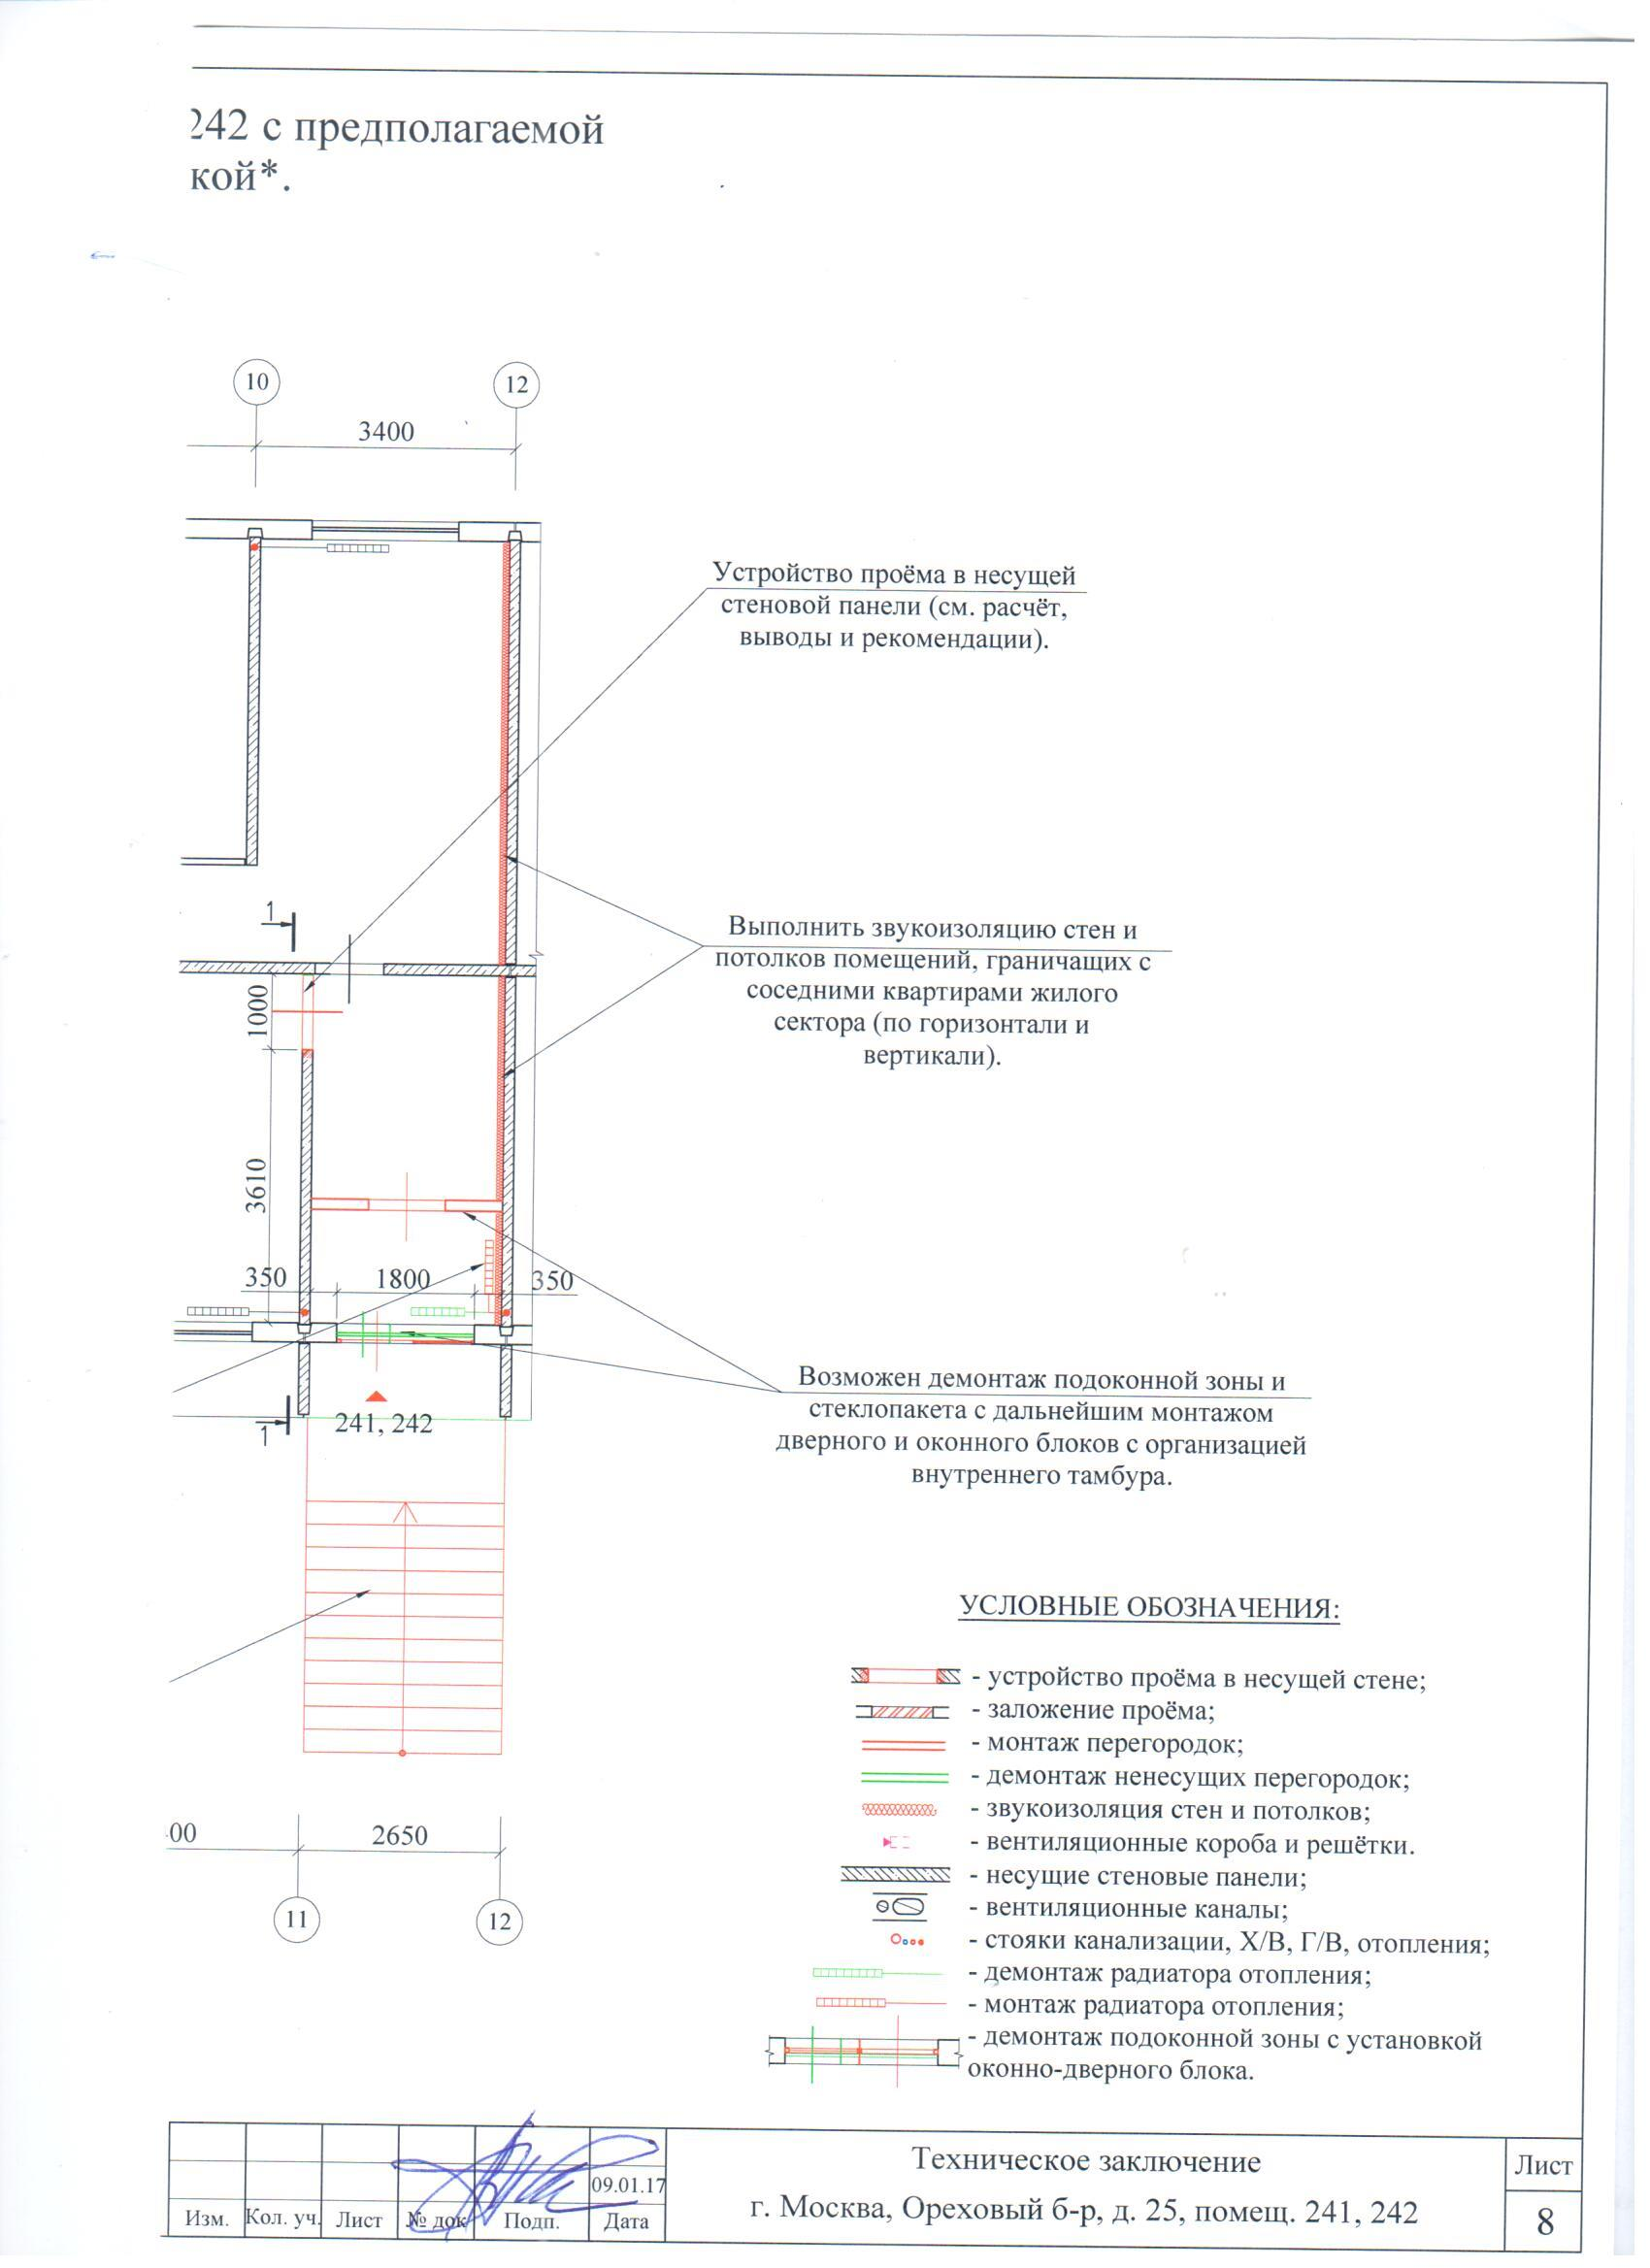 242 с предполагаемой
кой*.
10
12
3400
Устройство проёма в несущей
стеновой панели (см. расчёт,
выводы и рекомендации).
1
Выполнить звукоизоляцию стен и
потолков помещений, граничащих с
соседними квартирами жилого
сектора (по горизонтали и
вертикали).
1000
3610
350
1800
350
Возможен демонтаж подоконной зоны и
стеклопакета с дальнейшим монтажом
дверного и оконного блоков с организацией
внутреннего тамбура.
1
241, 242
УСЛОВНЫЕ ОБОЗНАЧЕНИЯ:
- устройство проёма в несущей стене;
- заложение проёма;
- монтаж перегородок;
- демонтаж ненесущих перегородок;
- звукоизоляция стен и потолков;
- вентиляционные короба и решётки.
- несущие стеновые панели;
- вентиляционные каналы;
- стояки канализации, Х/В, Г/В, отопления;
- демонтаж радиатора отопления;
- монтаж радиатора отопления;
- демонтаж подоконной зоны с установкой
оконно-дверного блока.
00
2650
11
12
09.01.17
Изм. Кол. уч. Лист № док Подп. Дата
Техническое заключение
г. Москва, Ореховый б-р, д. 25, помещ. 241, 242
Лист
8